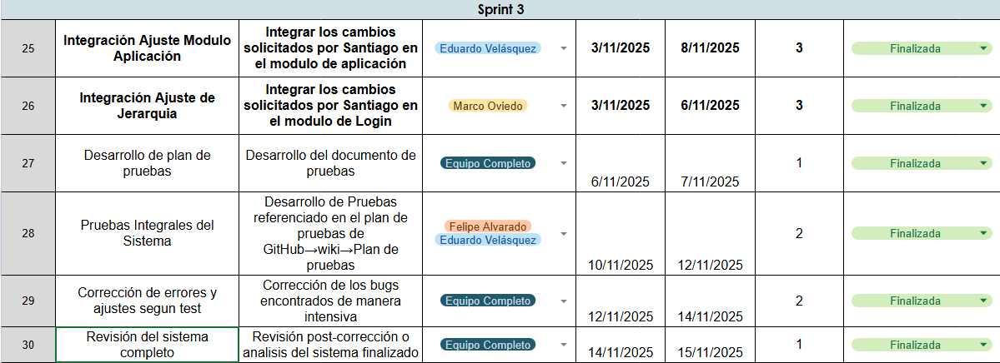 Sprint 3
25
Integración Ajuste Modulo
Aplicación
Integrar los cambios
solicitados por Santiago en
el modulo de aplicación
Eduardo Velásquez
3/11/2025
8/11/2025
3
Finalizada
26
Integración Ajuste de
Jerarquia
Integrar los cambios
solicitados por Santiago en
el modulo de Login
Marco Oviedo
3/11/2025
6/11/2025
3
Finalizada
27
Desarrollo de plan de
pruebas
Desarrollo del documento de
pruebas
Equipo Completo
6/11/2025
7/11/2025
1
Finalizada
28
Pruebas Integrales del
Sistema
Desarrollo de Pruebas
referenciado en el plan de
pruebas de
GitHub→wiki→Plan de
pruebas
Felipe Alvarado
Eduardo Velásquez
10/11/2025
12/11/2025
2
Finalizada
29
Corrección de errores y
ajustes segun test
Corrección de los bugs
encontrados de manera
intensiva
Equipo Completo
12/11/2025
14/11/2025
2
Finalizada
30
Revisión del sistema
completo
Revisión post-corrección o
analisis del sistema finalizado
Equipo Completo
14/11/2025
15/11/2025
1
Finalizada